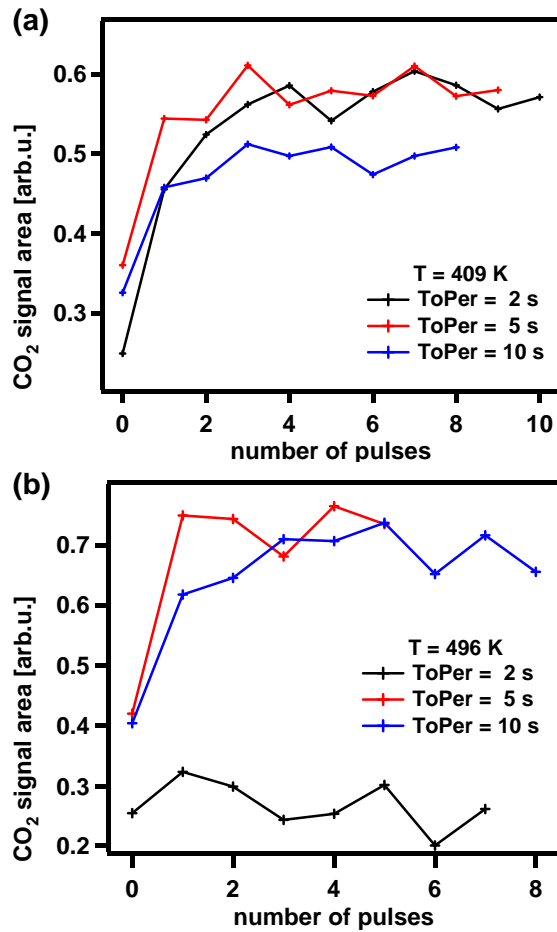 (a)
CO₂ signal area [arb.u.]
0.6
0.5
0.4
0.3
T = 409 K
ToPer = 2 s
ToPer = 5 s
ToPer = 10 s
0 2 4 6 8 10
number of pulses
(b)
CO₂ signal area [arb.u.]
0.7
0.6
0.5
0.4
0.3
0.2
T = 496 K
ToPer = 2 s
ToPer = 5 s
ToPer = 10 s
0 2 4 6 8
number of pulses